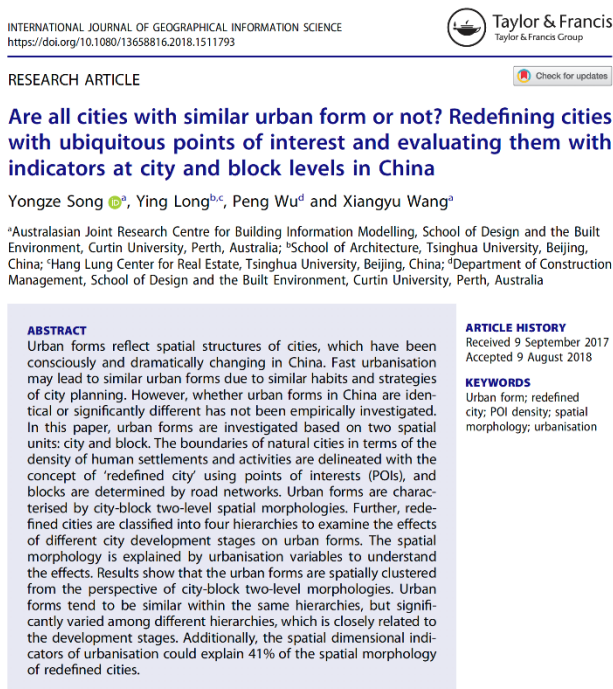 INTERNATIONAL JOURNAL OF GEOGRAPHICAL INFORMATION SCIENCE
https://doi.org/10.1080/13658816.2018.1511793
Taylor & Francis
Taylor & Francis Group
RESEARCH ARTICLE
Check for updates
Are all cities with similar urban form or not? Redefining cities
with ubiquitous points of interest and evaluating them with
indicators at city and block levels in China
Yongze Song iD a, Ying Longb,c, Peng Wud and Xiangyu Wanga
aAustralasian Joint Research Centre for Building Information Modelling, School of Design and the Built
Environment, Curtin University, Perth, Australia; bSchool of Architecture, Tsinghua University, Beijing,
China; cHang Lung Center for Real Estate, Tsinghua University, Beijing, China; dDepartment of Construction
Management, School of Design and the Built Environment, Curtin University, Perth, Australia
ABSTRACT
Urban forms reflect spatial structures of cities, which have been
consciously and dramatically changing in China. Fast urbanisation
may lead to similar urban forms due to similar habits and strategies
of city planning. However, whether urban forms in China are iden-
tical or significantly different has not been empirically investigated.
In this paper, urban forms are investigated based on two spatial
units: city and block. The boundaries of natural cities in terms of the
density of human settlements and activities are delineated with the
concept of 'redefined city' using points of interests (POIs), and
blocks are determined by road networks. Urban forms are charac-
terised by city-block two-level spatial morphologies. Further, rede-
fined cities are classified into four hierarchies to examine the effects
of different city development stages on urban forms. The spatial
morphology is explained by urbanisation variables to understand
the effects. Results show that the urban forms are spatially clustered
from the perspective of city-block two-level morphologies. Urban
forms tend to be similar within the same hierarchies, but signifi-
cantly varied among different hierarchies, which is closely related to
the development stages. Additionally, the spatial dimensional indi-
cators of urbanisation could explain 41% of the spatial morphology
of redefined cities.
ARTICLE HISTORY
Received 9 September 2017
Accepted 9 August 2018
KEYWORDS
Urban form; redefined
city; POI density; spatial
morphology; urbanisation